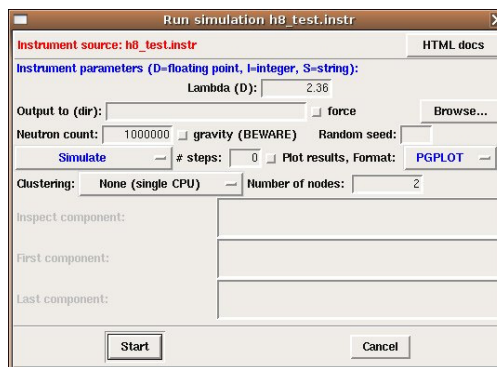 Run simulation h8_test.instr
Instrument source: h8_test.instr HTML docs
Instrument parameters (D=floating point, I=integer, S=string):
Lambda (D): 2.36
Output to (dir): force Browse...
Neutron count: 1000000 gravity (BEWARE) Random seed:
Simulate # steps: 0 Plot results, Format: PGPLOT
Clustering: None (single CPU) Number of nodes: 2
Inspect component:
First component:
Last component:
Start Cancel